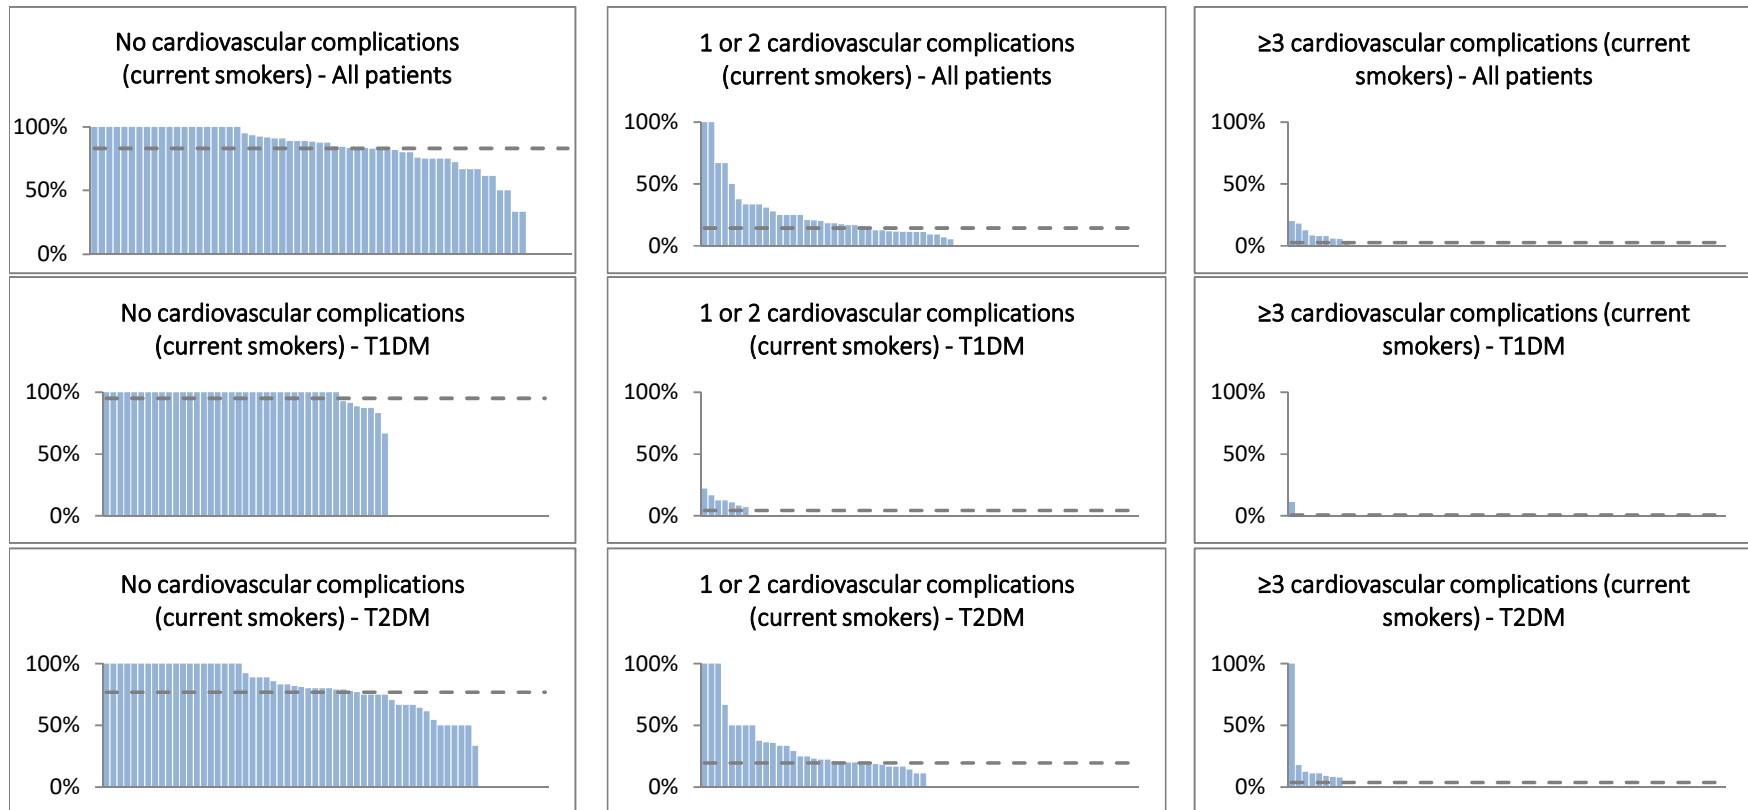 No cardiovascular complications
(current smokers) - All patients
100%
50%
0%
1 or 2 cardiovascular complications
(current smokers) - All patients
100%
50%
0%
≥3 cardiovascular complications (current
smokers) - All patients
100%
50%
0%
No cardiovascular complications
(current smokers) - T1DM
100%
50%
0%
1 or 2 cardiovascular complications
(current smokers) - T1DM
100%
50%
0%
≥3 cardiovascular complications (current
smokers) - T1DM
100%
50%
0%
No cardiovascular complications
(current smokers) - T2DM
100%
50%
0%
1 or 2 cardiovascular complications
(current smokers) - T2DM
100%
50%
0%
≥3 cardiovascular complications (current
smokers) - T2DM
100%
50%
0%